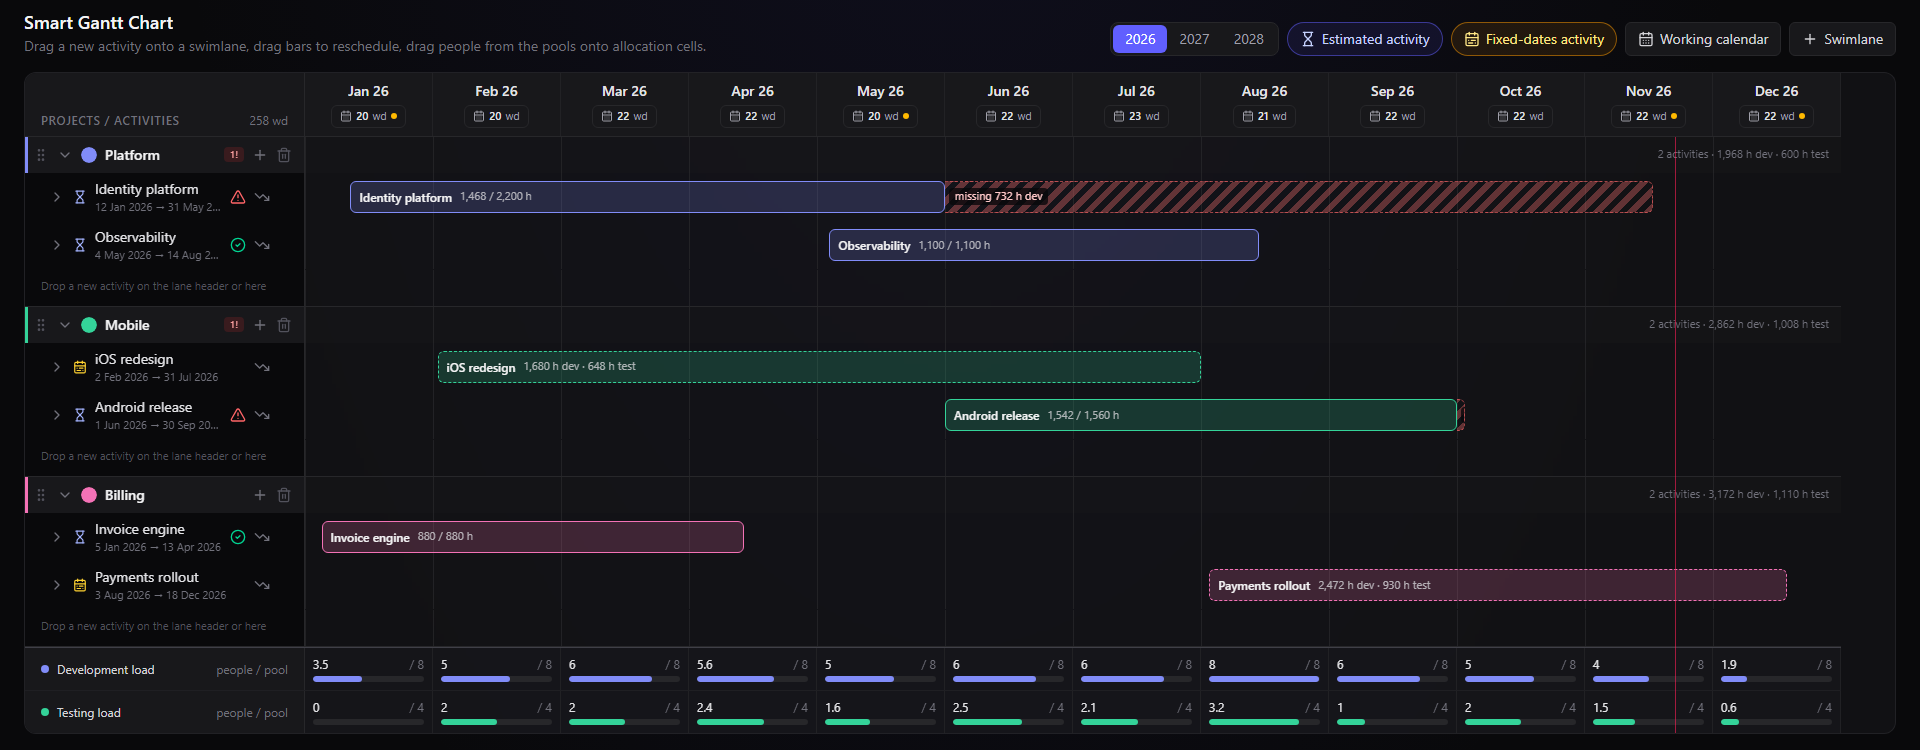 Smart Gantt Chart
Drag a new activity onto a swimlane, drag bars to reschedule, drag people from the pools onto allocation cells.
2026 2027 2028 Estimated activity Fixed-dates activity Working calendar + Swimlane
PROJECTS / ACTIVITIES 258 wd
Jan 26 Feb 26 Mar 26 Apr 26 May 26 Jun 26 Jul 26 Aug 26 Sep 26 Oct 26 Nov 26 Dec 26
20 wd 20 wd 22 wd 22 wd 20 wd 22 wd 23 wd 21 wd 22 wd 22 wd 22 wd 22 wd
Platform 1! 2 activities · 1,968 h dev · 600 h test
Identity platform
12 Jan 2026 → 31 May 2...
Identity platform 1,468 / 2,200 h missing 732 h dev
Observability
4 May 2026 → 14 Aug 2...
Observability 1,100 / 1,100 h
Drop a new activity on the lane header or here
Mobile 1! 2 activities · 2,862 h dev · 1,008 h test
iOS redesign
2 Feb 2026 → 31 Jul 2026
iOS redesign 1,680 h dev · 648 h test
Android release
1 Jun 2026 → 30 Sep 20...
Android release 1,542 / 1,560 h
Drop a new activity on the lane header or here
Billing 2 activities · 3,172 h dev · 1,110 h test
Invoice engine
5 Jan 2026 → 13 Apr 2026
Invoice engine 880 / 880 h
Payments rollout
3 Aug 2026 → 18 Dec 2026
Payments rollout 2,472 h dev · 930 h test
Drop a new activity on the lane header or here
Development load people / pool 3.5 / 8 5 / 8 6 / 8 5.6 / 8 5 / 8 6 / 8 6 / 8 8 / 8 6 / 8 5 / 8 4 / 8 1.9 / 8
Testing load people / pool 0 / 4 2 / 4 2 / 4 2.4 / 4 1.6 / 4 2.5 / 4 2.1 / 4 3.2 / 4 1 / 4 2 / 4 1.5 / 4 0.6 / 4